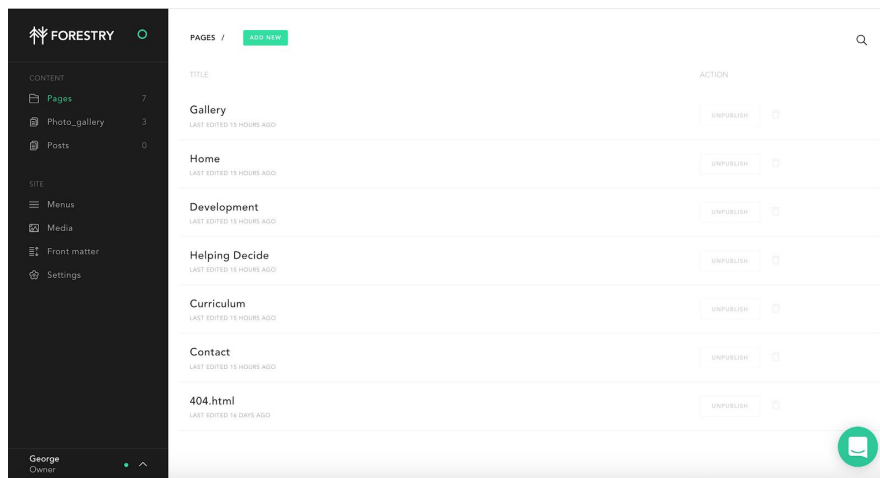 FORESTRY
CONTENT
Pages 7
Photo_gallery 3
Posts 0
SITE
Menus
Media
Front matter
Settings
George
Owner
PAGES / ADD NEW
TITLE ACTION
Gallery
LAST EDITED 15 HOURS AGO
UNPUBLISH
Home
LAST EDITED 15 HOURS AGO
UNPUBLISH
Development
LAST EDITED 15 HOURS AGO
UNPUBLISH
Helping Decide
LAST EDITED 15 HOURS AGO
UNPUBLISH
Curriculum
LAST EDITED 15 HOURS AGO
UNPUBLISH
Contact
LAST EDITED 15 HOURS AGO
UNPUBLISH
404.html
LAST EDITED 16 DAYS AGO
UNPUBLISH